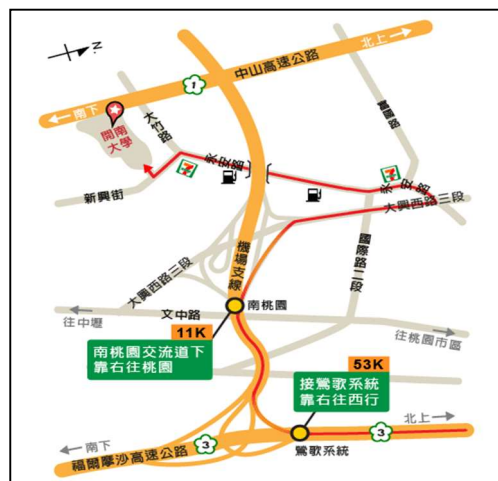 N
北上
中山高速公路
1
南下
開南
大學
大竹路
富國路
永安路
7
7
永安路
新興街
大興西路三段
機場支線
國際路二段
大興西路三段
南桃園
文中路
往中壢
往桃園市區
11K
南桃園交流道下
靠右往桃園
53K
接鶯歌系統
靠右往西行
北上
3
南下
3
鶯歌系統
福爾摩沙高速公路